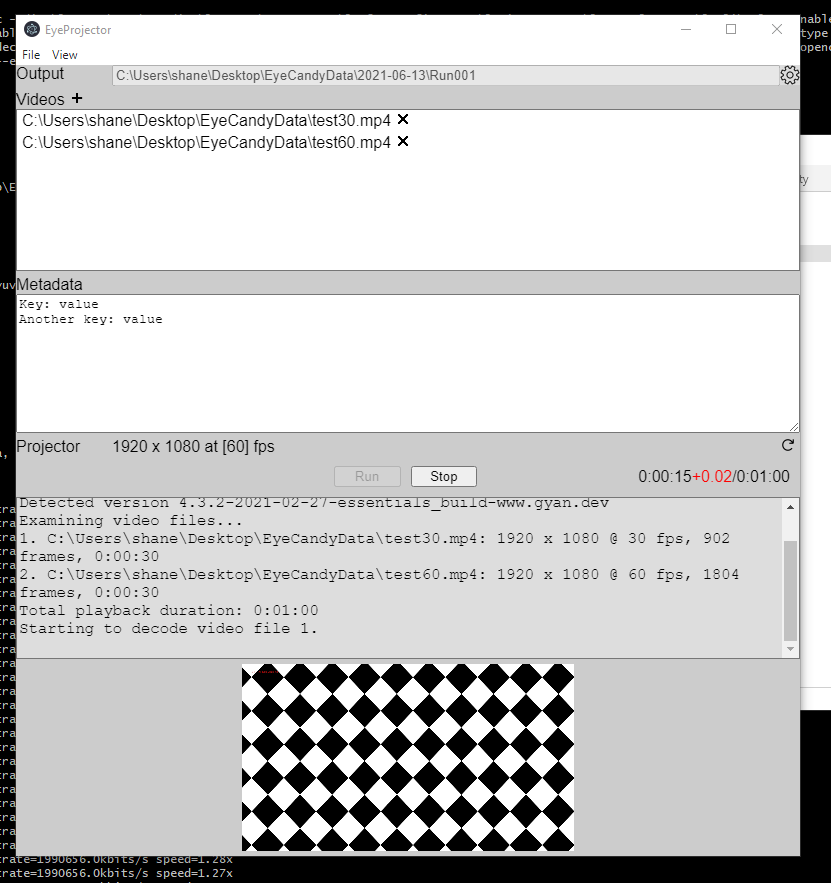 EyeProjector
File View
Output C:\Users\shane\Desktop\EyeCandyData\2021-06-13\Run001
Videos +
C:\Users\shane\Desktop\EyeCandyData\test30.mp4 ×
C:\Users\shane\Desktop\EyeCandyData\test60.mp4 ×
Metadata
Key: value
Another key: value
Projector 1920 x 1080 at [60] fps
Run Stop 0:00:15+0.02/0:01:00
Detected version 4.3.2-2021-02-27-essentials_build-www.gyan.dev
Examining video files...
1. C:\Users\shane\Desktop\EyeCandyData\test30.mp4: 1920 x 1080 @ 30 fps, 902
frames, 0:00:30
2. C:\Users\shane\Desktop\EyeCandyData\test60.mp4: 1920 x 1080 @ 60 fps, 1804
frames, 0:00:30
Total playback duration: 0:01:00
Starting to decode video file 1.
trate=1990656.0kbits/s speed=1.28x
trate=1990656.0kbits/s speed=1.27x